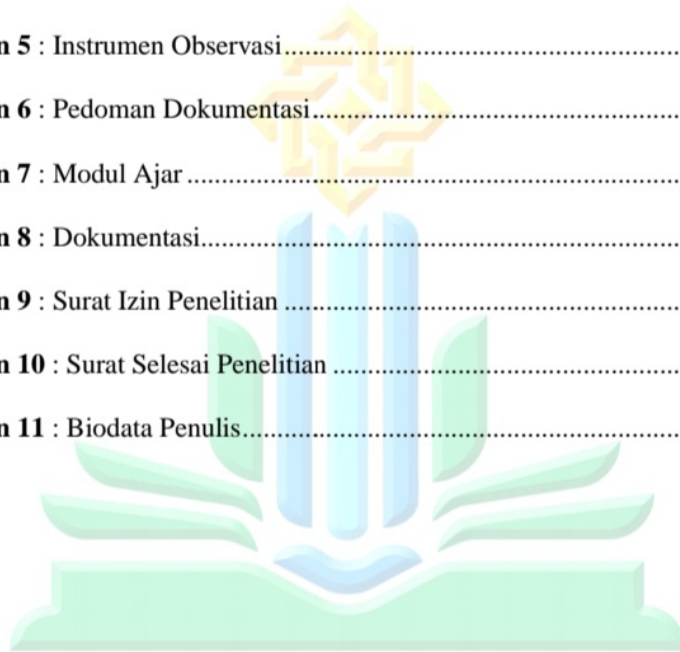 n 5 : Instrumen Observasi..........................................................
n 6 : Pedoman Dokumentasi......................................................
n 7 : Modul Ajar ........................................................................
n 8 : Dokumentasi......................................................................
n 9 : Surat Izin Penelitian ..........................................................
n 10 : Surat Selesai Penelitian ...................................................
n 11 : Biodata Penulis................................................................